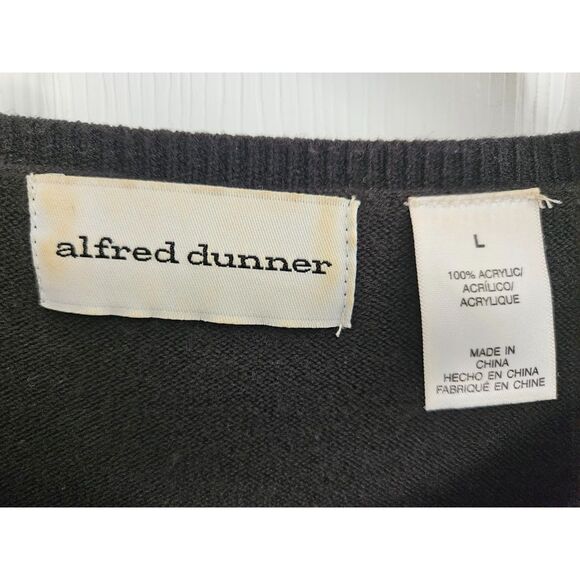 alfred dunner
L
100% ACRYLIC/
ACRÍLICO/
ACRYLIQUE
MADE IN
CHINA
HECHO EN CHINA
FABRIQUÉ EN CHINE